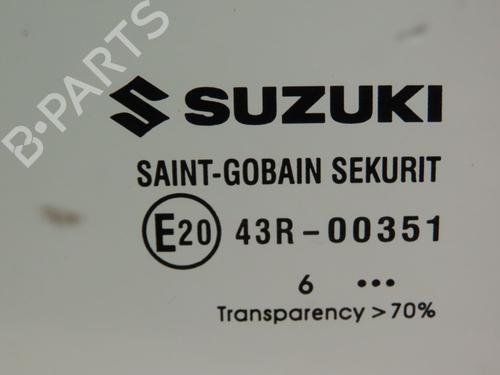 B-PARTS
SUZUKI
SAINT-GOBAIN SEKURIT
E20 43R-00351
6 •••
Transparency >70%